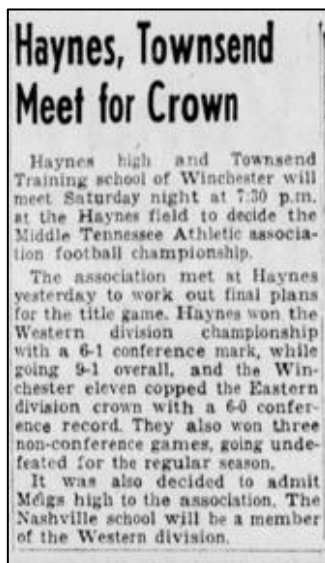 Haynes, Townsend
Meet for Crown
Haynes high and Townsend
Training school of Winchester will
meet Saturday night at 7:30 p.m.
at the Haynes field to decide the
Middle Tennessee Athletic associa-
tion football championship.
The association met at Haynes
yesterday to work out final plans
for the title game. Haynes won the
Western division championship
with a 6-1 conference mark, while
going 9-1 overall, and the Win-
chester eleven copped the Eastern
division crown with a 6-0 confer-
ence record. They also won three
non-conference games, going unde-
feated for the regular season.
It was also decided to admit
Meigs high to the association. The
Nashville school will be a member
of the Western division.